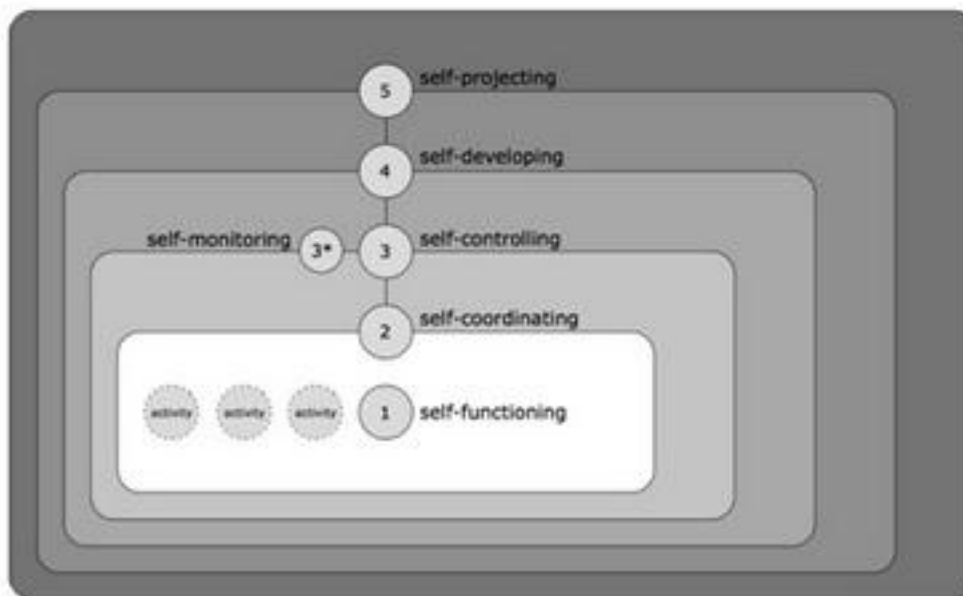 5 self-projecting
4 self-developing
self-monitoring 3* 3 self-controlling
2 self-coordinating
activity activity activity 1 self-functioning